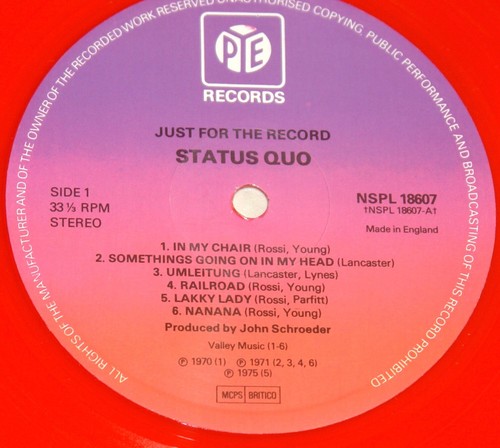 ALL RIGHTS OF THE MANUFACTURER AND OF THE OWNER OF THE RECORDED WORK RESERVED UNAUTHORISED COPYING, PUBLIC PERFORMANCE AND BROADCASTING OF THIS RECORD PROHIBITED
PYE
RECORDS
JUST FOR THE RECORD
STATUS QUO
SIDE 1
33⅓ RPM
STEREO
NSPL 18607
†NSPL 18607-A†
Made in England
1. IN MY CHAIR (Rossi, Young)
2. SOMETHINGS GOING ON IN MY HEAD (Lancaster)
3. UMLEITUNG (Lancaster, Lynes)
4. RAILROAD (Rossi, Young)
5. LAKKY LADY (Rossi, Parfitt)
6. NANANA (Rossi, Young)
Produced by John Schroeder
Valley Music (1-6)
℗ 1970 (1) ℗ 1971 (2, 3, 4, 6)
℗ 1975 (5)
MCPS BRITICO